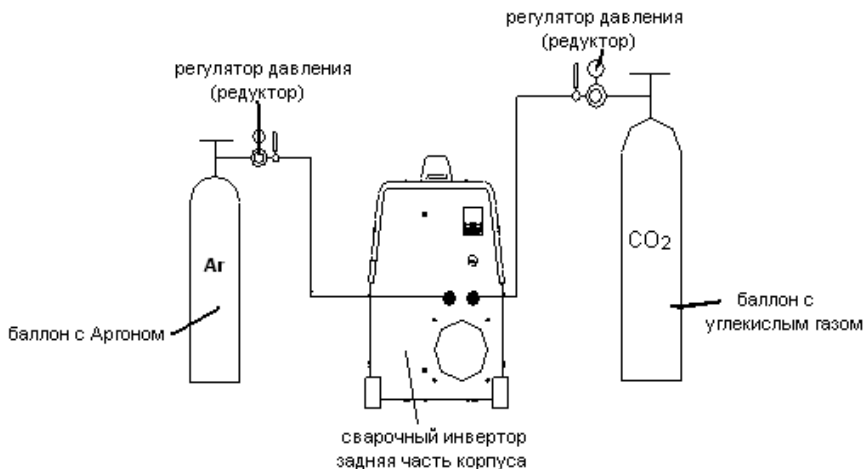 регулятор давления
(редуктор)
регулятор давления
(редуктор)
Ar
CO2
баллон с Аргоном
баллон с
углекислым газом
сварочный инвертор
задняя часть корпуса